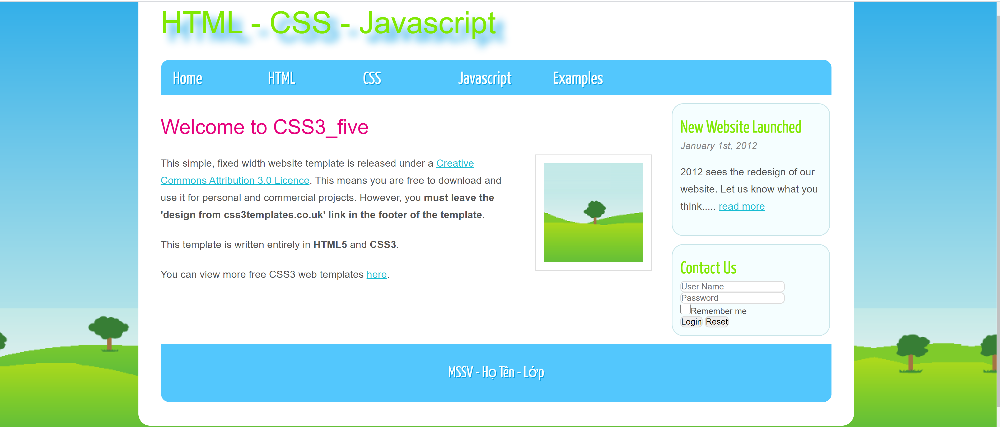 HTML - CSS - Javascript
Home HTML CSS Javascript Examples
Welcome to CSS3_five
This simple, fixed width website template is released under a Creative
Commons Attribution 3.0 Licence. This means you are free to download and
use it for personal and commercial projects. However, you must leave the
'design from css3templates.co.uk' link in the footer of the template.
This template is written entirely in HTML5 and CSS3.
You can view more free CSS3 web templates here.
New Website Launched
January 1st, 2012
2012 sees the redesign of our
website. Let us know what you
think..... read more
Contact Us
User Name
Password
Remember me
Login Reset
MSSV - Họ Tên - Lớp